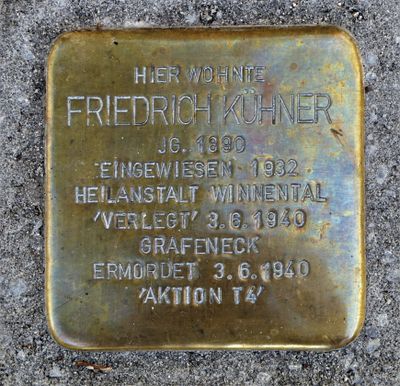 HIER WOHNTE
FRIEDRICH KÜHNER
JG. 1890
EINGEWIESEN 1932
HEILANSTALT WINNENTAL
'VERLEGT' 3.6.1940
GRAFENECK
ERMORDET 3.6.1940
'AKTION T4'